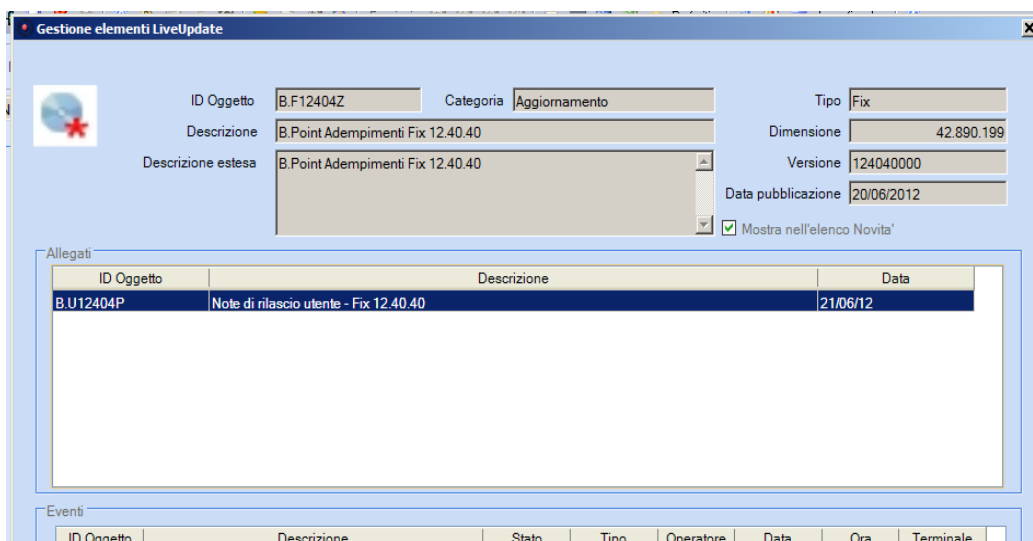 Gestione elementi LiveUpdate
ID Oggetto B.F12404Z Categoria Aggiornamento Tipo Fix
Descrizione B.Point Adempimenti Fix 12.40.40 Dimensione 42.890.199
Descrizione estesa B.Point Adempimenti Fix 12.40.40 Versione 124040000
Data pubblicazione 20/06/2012
Mostra nell'elenco Novita'
Allegati
ID Oggetto Descrizione Data
B.U12404P Note di rilascio utente - Fix 12.40.40 21/06/12
Eventi
ID Oggetto Descrizione Stato Tipo Operatore Data Ora Terminale